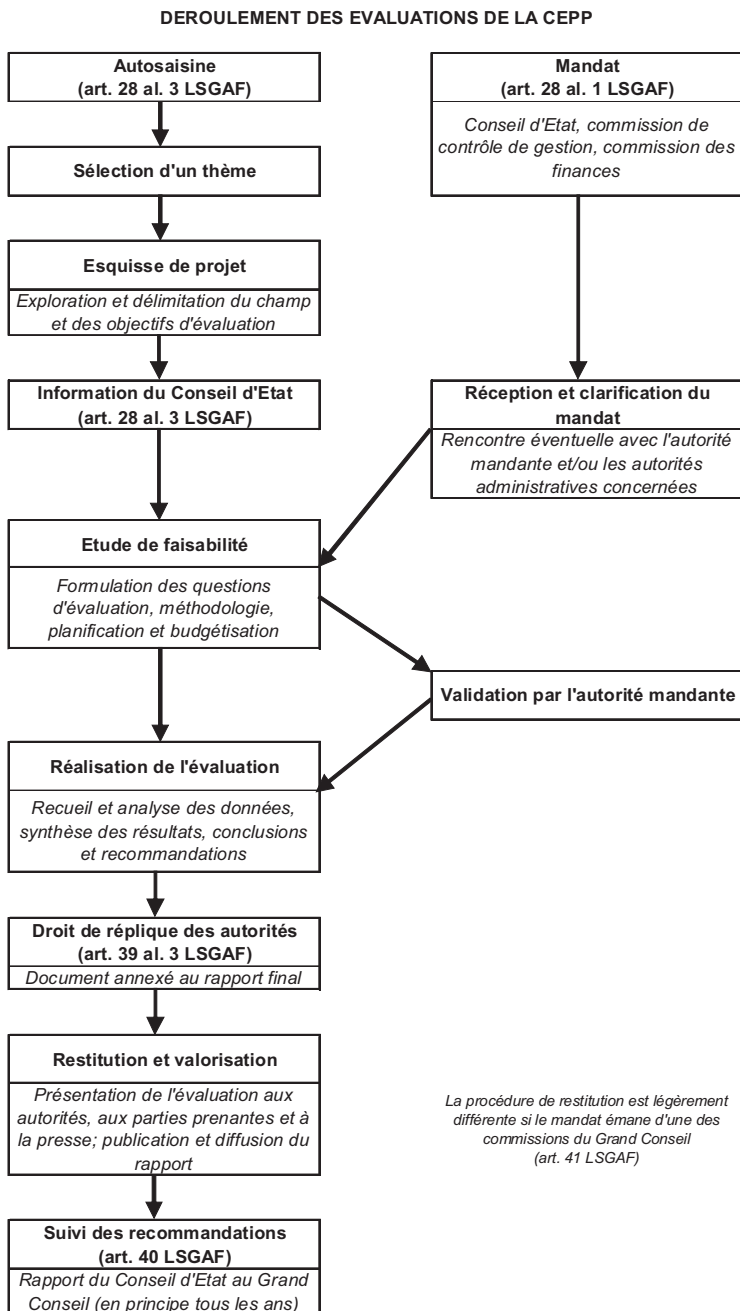 DEROULEMENT DES EVALUATIONS DE LA CEPP
Autosaisine
(art. 28 al. 3 LSGAF)
Mandat
(art. 28 al. 1 LSGAF)
Conseil d'Etat, commission de
contrôle de gestion, commission des
finances
Sélection d'un thème
Esquisse de projet
Exploration et délimitation du champ
et des objectifs d'évaluation
Information du Conseil d'Etat
(art. 28 al. 3 LSGAF)
Réception et clarification du
mandat
Rencontre éventuelle avec l'autorité
mandante et/ou les autorités
administratives concernées
Etude de faisabilité
Formulation des questions
d'évaluation, méthodologie,
planification et budgétisation
Validation par l'autorité mandante
Réalisation de l'évaluation
Recueil et analyse des données,
synthèse des résultats, conclusions
et recommandations
Droit de réplique des autorités
(art. 39 al. 3 LSGAF)
Document annexé au rapport final
Restitution et valorisation
Présentation de l'évaluation aux
autorités, aux parties prenantes et à
la presse; publication et diffusion du
rapport
La procédure de restitution est légèrement
différente si le mandat émane d'une des
commissions du Grand Conseil
(art. 41 LSGAF)
Suivi des recommandations
(art. 40 LSGAF)
Rapport du Conseil d'Etat au Grand
Conseil (en principe tous les ans)